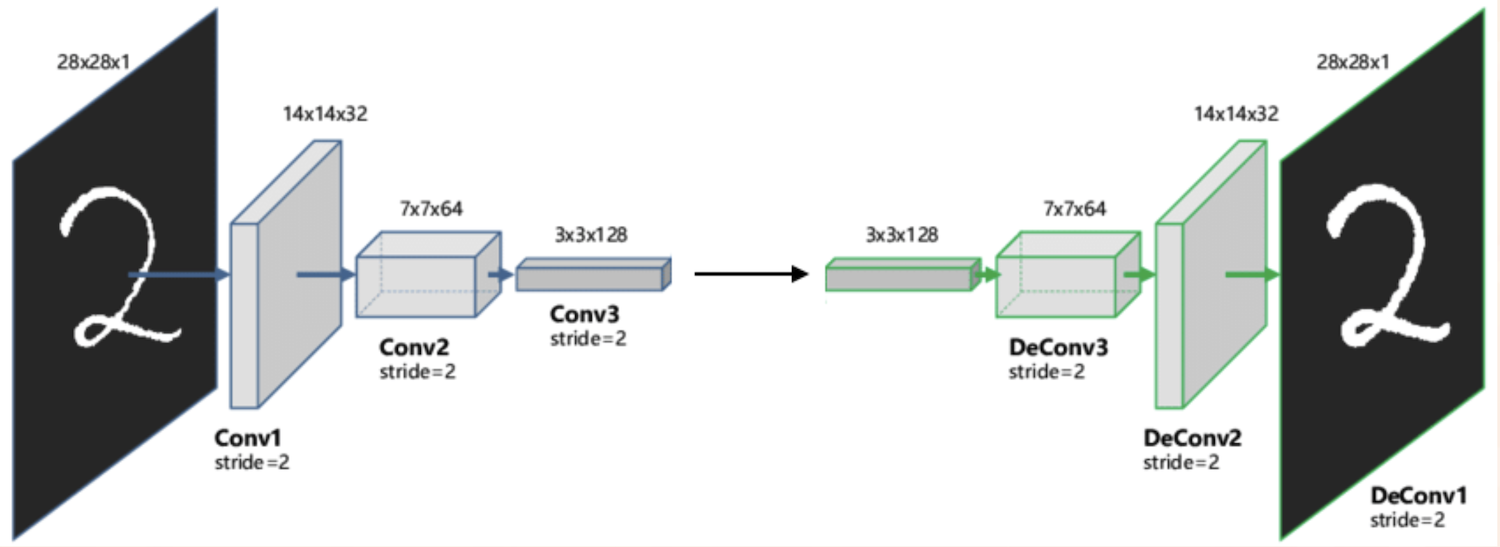 28x28x1
14x14x32
7x7x64
3x3x128
Conv1
stride=2
Conv2
stride=2
Conv3
stride=2
3x3x128
7x7x64
14x14x32
28x28x1
DeConv3
stride=2
DeConv2
stride=2
DeConv1
stride=2
2
2